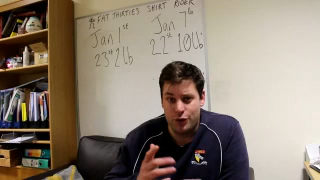 FAT THIRTIES SHIRT RIDER
Jan 1st
23st 2lb
Jan 7th
22st 10lb